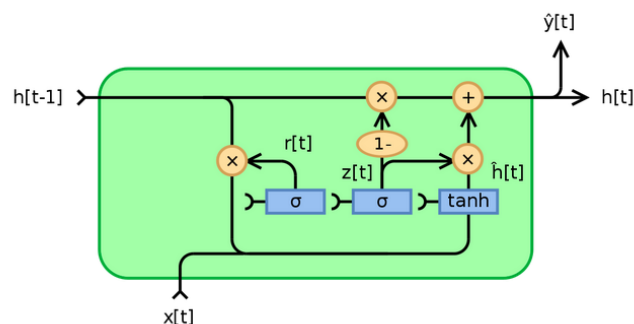 ŷ[t]
h[t-1]
×
+
h[t]
1-
r[t]
×
z[t]
×
ĥ[t]
σ
σ
tanh
x[t]